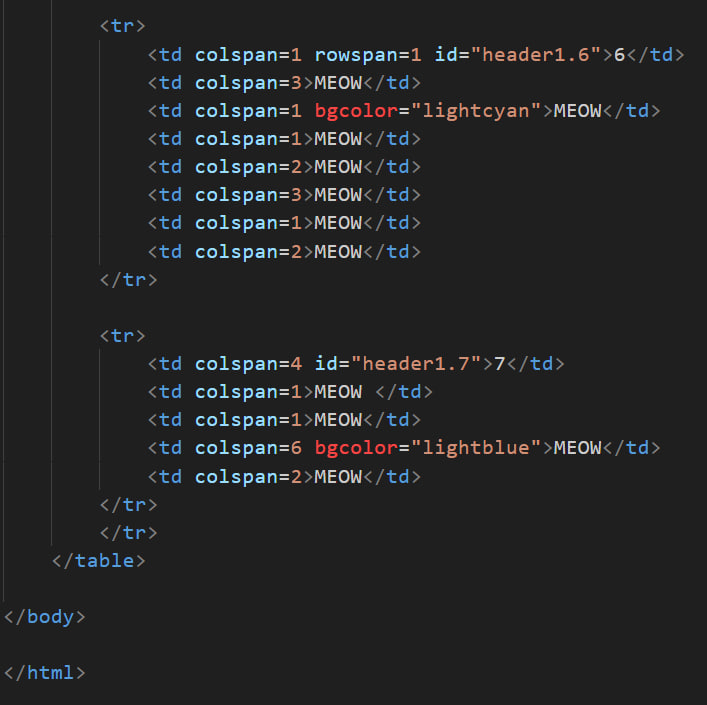 <tr>
<td colspan=1 rowspan=1 id="header1.6">6</td>
<td colspan=3>MEOW</td>
<td colspan=1 bgcolor="lightcyan">MEOW</td>
<td colspan=1>MEOW</td>
<td colspan=2>MEOW</td>
<td colspan=3>MEOW</td>
<td colspan=1>MEOW</td>
<td colspan=2>MEOW</td>
</tr>
<tr>
<td colspan=4 id="header1.7">7</td>
<td colspan=1>MEOW </td>
<td colspan=1>MEOW</td>
<td colspan=6 bgcolor="lightblue">MEOW</td>
<td colspan=2>MEOW</td>
</tr>
</tr>
</table>
</body>
</html>